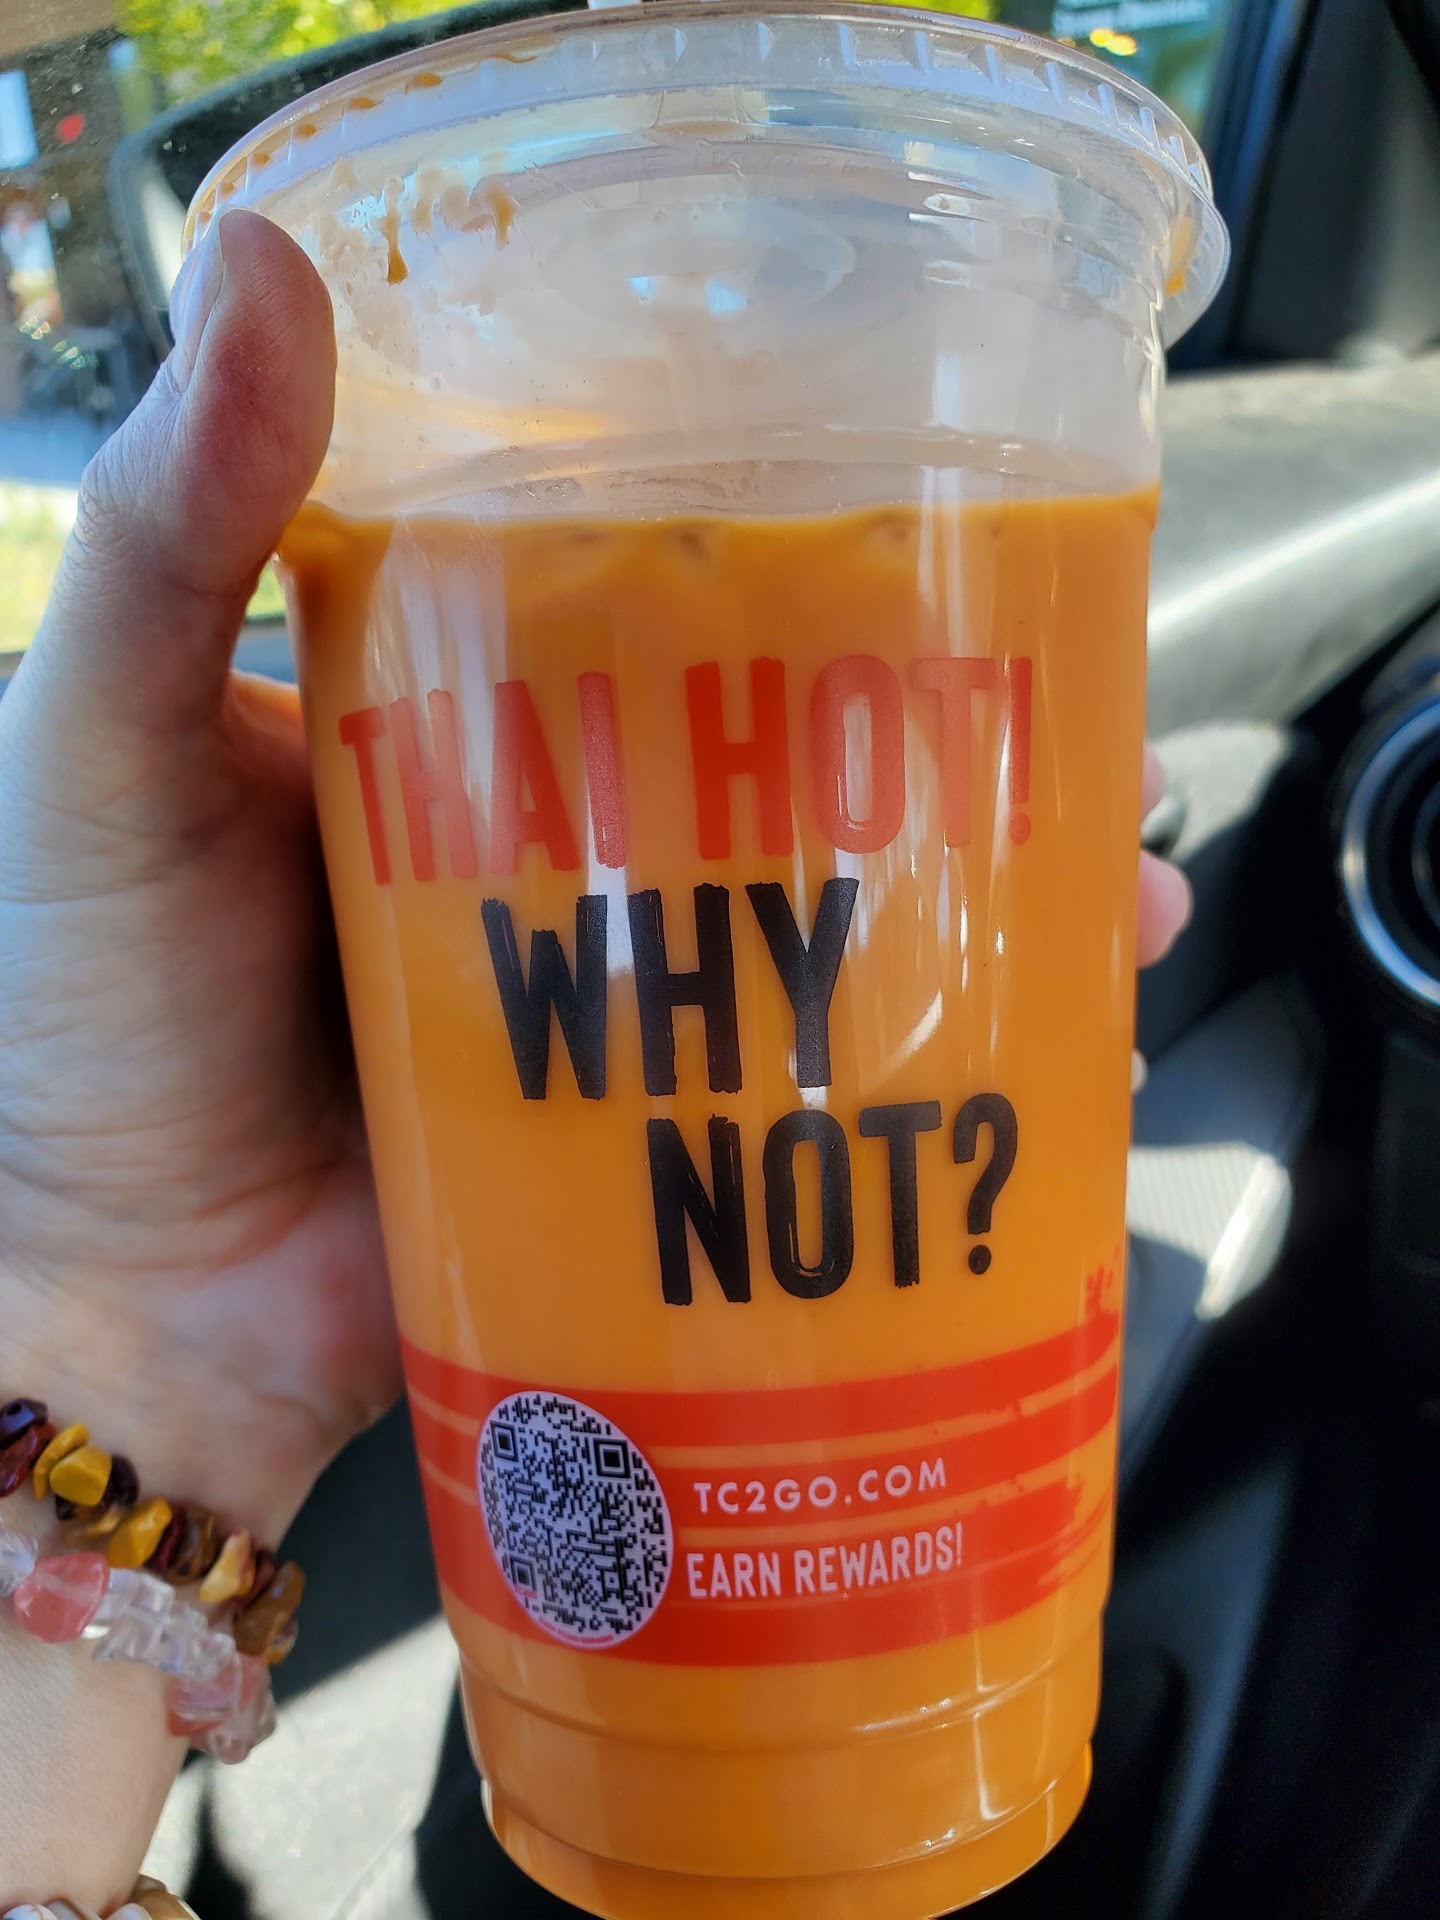 THAI HOT!
WHY
NOT?
TC2GO.COM
EARN REWARDS!